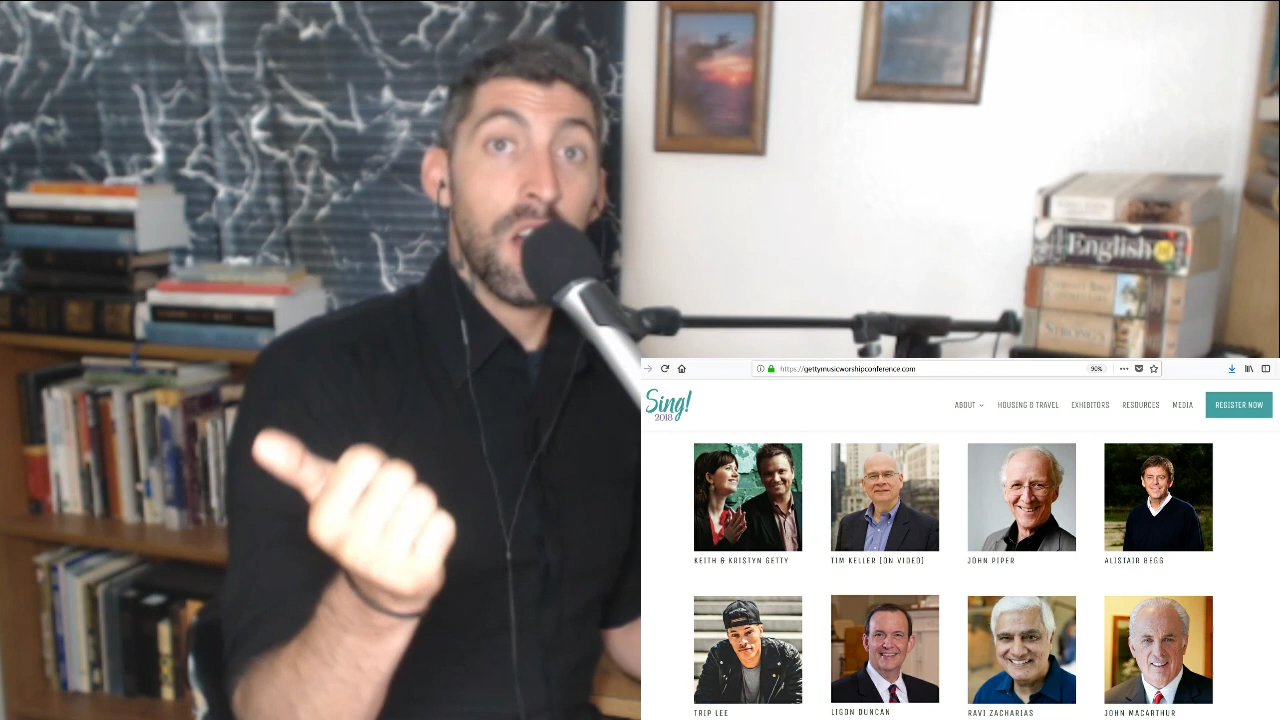 English
STRONG'S
90%
https://gettymusicworshipconference.com
Sing!
2018
ABOUT
HOUSING & TRAVEL
EXHIBITORS
RESOURCES
MEDIA
REGISTER NOW
KEITH & KRISTYN GETTY
TIM KELLER [ON VIDEO]
JOHN PIPER
ALISTAIR BEGG
TRIP LEE
LIGON DUNCAN
RAVI ZACHARIAS
JOHN MACARTHUR